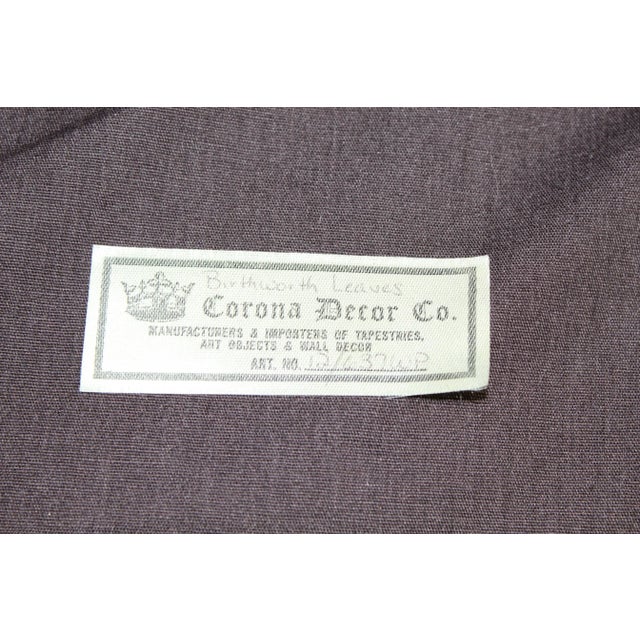 Birthworth Leaves
Corona Decor Co.
MANUFACTURERS & IMPORTERS OF TAPESTRIES,
ART OBJECTS & WALL DECOR
ART. NO.